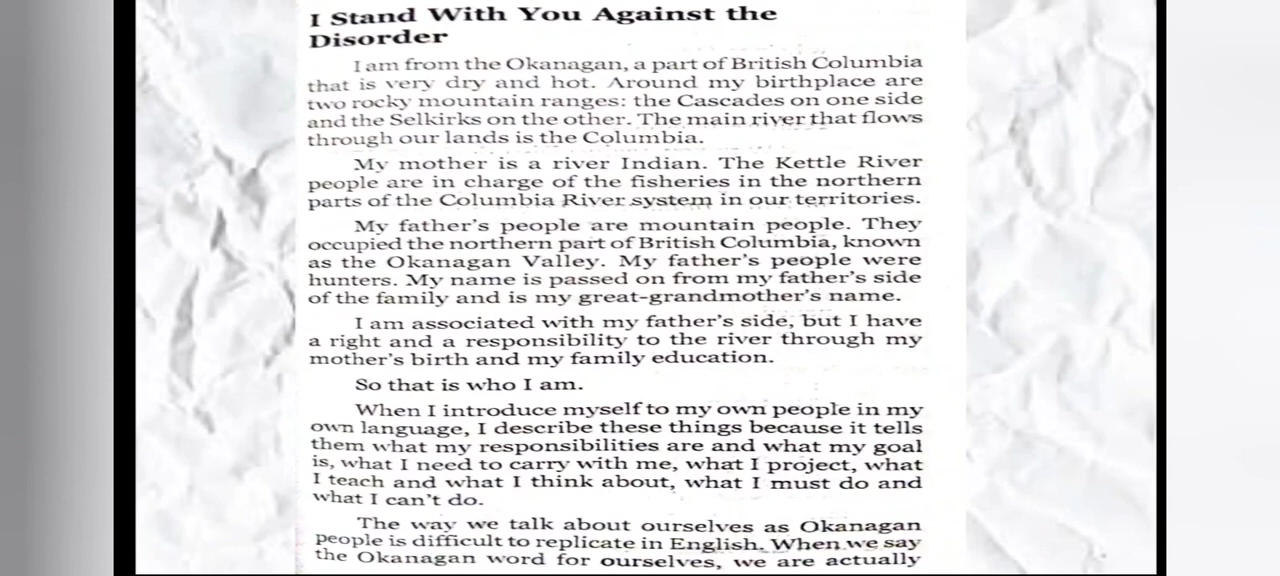 I Stand With You Against the
Disorder
I am from the Okanagan, a part of British Columbia
that is very dry and hot. Around my birthplace are
two rocky mountain ranges: the Cascades on one side
and the Selkirks on the other. The main river that flows
through our lands is the Columbia.
My mother is a river Indian. The Kettle River
people are in charge of the fisheries in the northern
parts of the Columbia River system in our territories.
My father's people are mountain people. They
occupied the northern part of British Columbia, known
as the Okanagan Valley. My father's people were
hunters. My name is passed on from my father's side
of the family and is my great-grandmother's name.
I am associated with my father's side, but I have
a right and a responsibility to the river through my
mother's birth and my family education.
So that is who I am.
When I introduce myself to my own people in my
own language, I describe these things because it tells
them what my responsibilities are and what my goal
is, what I need to carry with me, what I project, what
I teach and what I think about, what I must do and
what I can't do.
The way we talk about ourselves as Okanagan
people is difficult to replicate in English. When we say
the Okanagan word for ourselves, we are actually